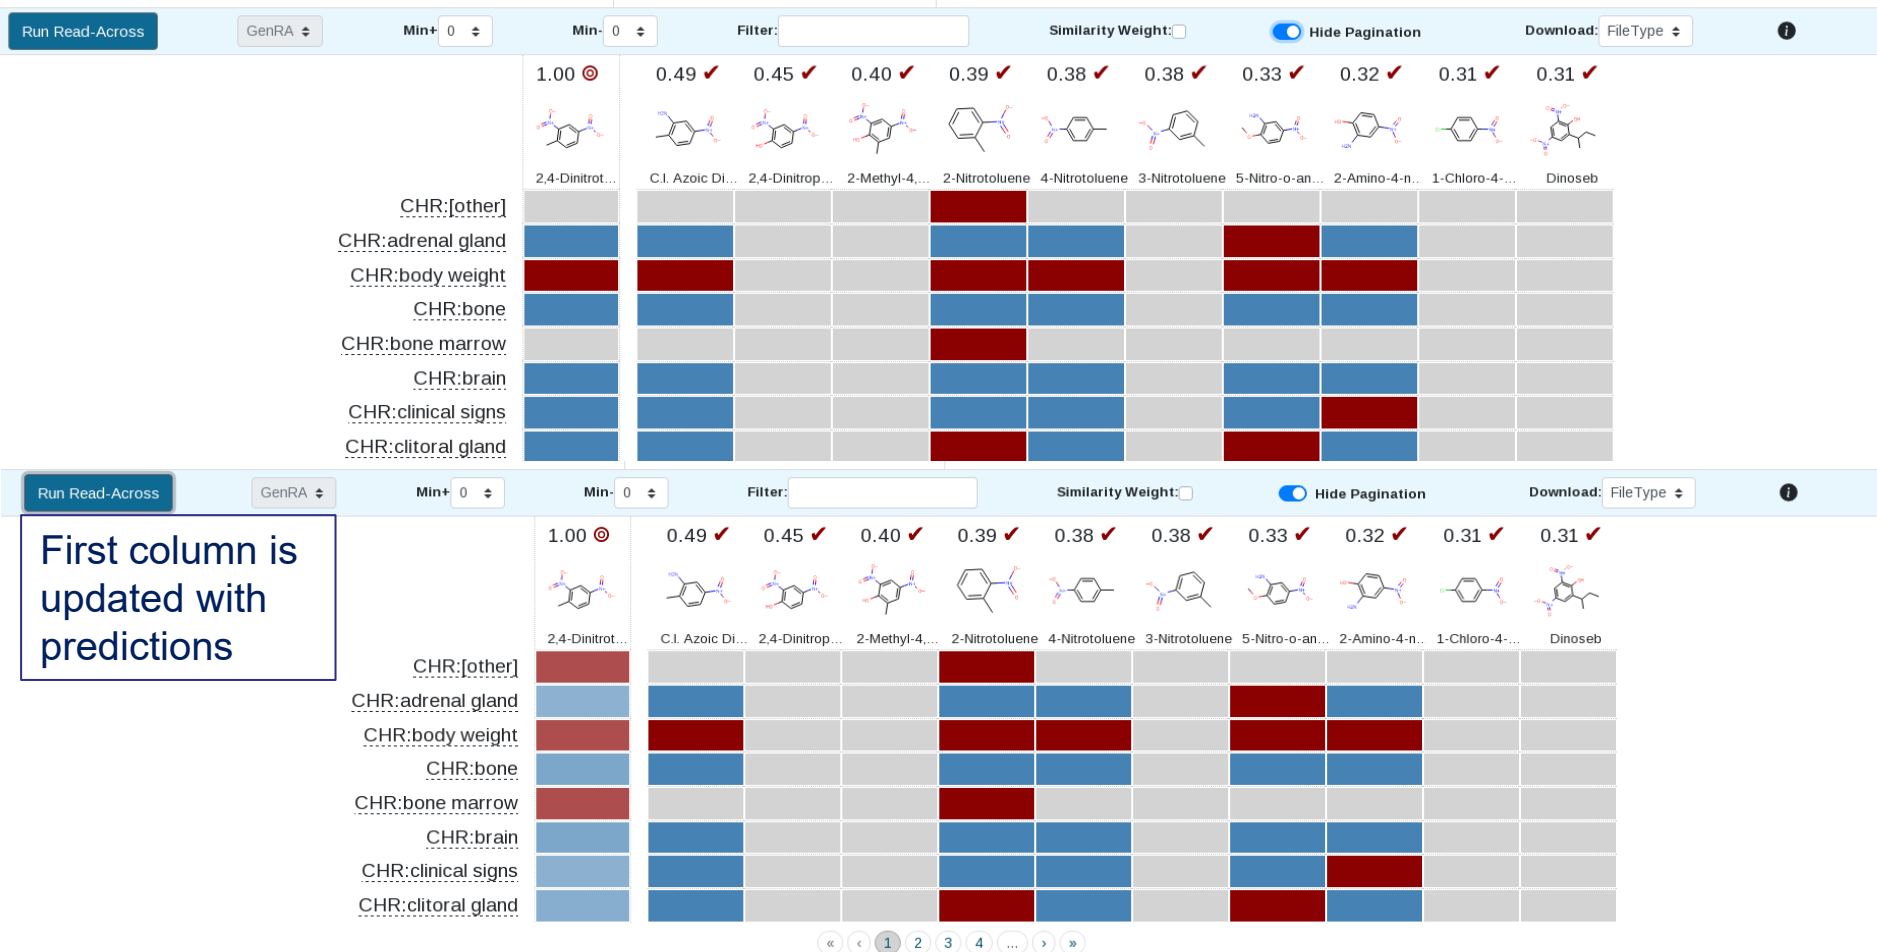 Run Read-Across GenRA Min+ 0 Min- 0 Filter: Similarity Weight: Hide Pagination Download: FileType i
1.00 0.49 ✔ 0.45 ✔ 0.40 ✔ 0.39 ✔ 0.38 ✔ 0.38 ✔ 0.33 ✔ 0.32 ✔ 0.31 ✔ 0.31 ✔
2,4-Dinitrot... C.I. Azoic Di... 2,4-Dinitrop... 2-Methyl-4,... 2-Nitrotoluene 4-Nitrotoluene 3-Nitrotoluene 5-Nitro-o-an... 2-Amino-4-n... 1-Chloro-4-... Dinoseb
CHR:[other]
CHR:adrenal gland
CHR:body weight
CHR:bone
CHR:bone marrow
CHR:brain
CHR:clinical signs
CHR:clitoral gland
Run Read-Across GenRA Min+ 0 Min- 0 Filter: Similarity Weight: Hide Pagination Download: FileType i
First column is
updated with
predictions
1.00 0.49 ✔ 0.45 ✔ 0.40 ✔ 0.39 ✔ 0.38 ✔ 0.38 ✔ 0.33 ✔ 0.32 ✔ 0.31 ✔ 0.31 ✔
2,4-Dinitrot... C.I. Azoic Di... 2,4-Dinitrop... 2-Methyl-4,... 2-Nitrotoluene 4-Nitrotoluene 3-Nitrotoluene 5-Nitro-o-an... 2-Amino-4-n... 1-Chloro-4-... Dinoseb
CHR:[other]
CHR:adrenal gland
CHR:body weight
CHR:bone
CHR:bone marrow
CHR:brain
CHR:clinical signs
CHR:clitoral gland
« ‹ 1 2 3 4 ... › »